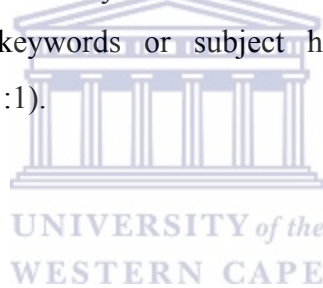 keywords or subject h
:1).
UNIVERSITY of the
WESTERN CAPE